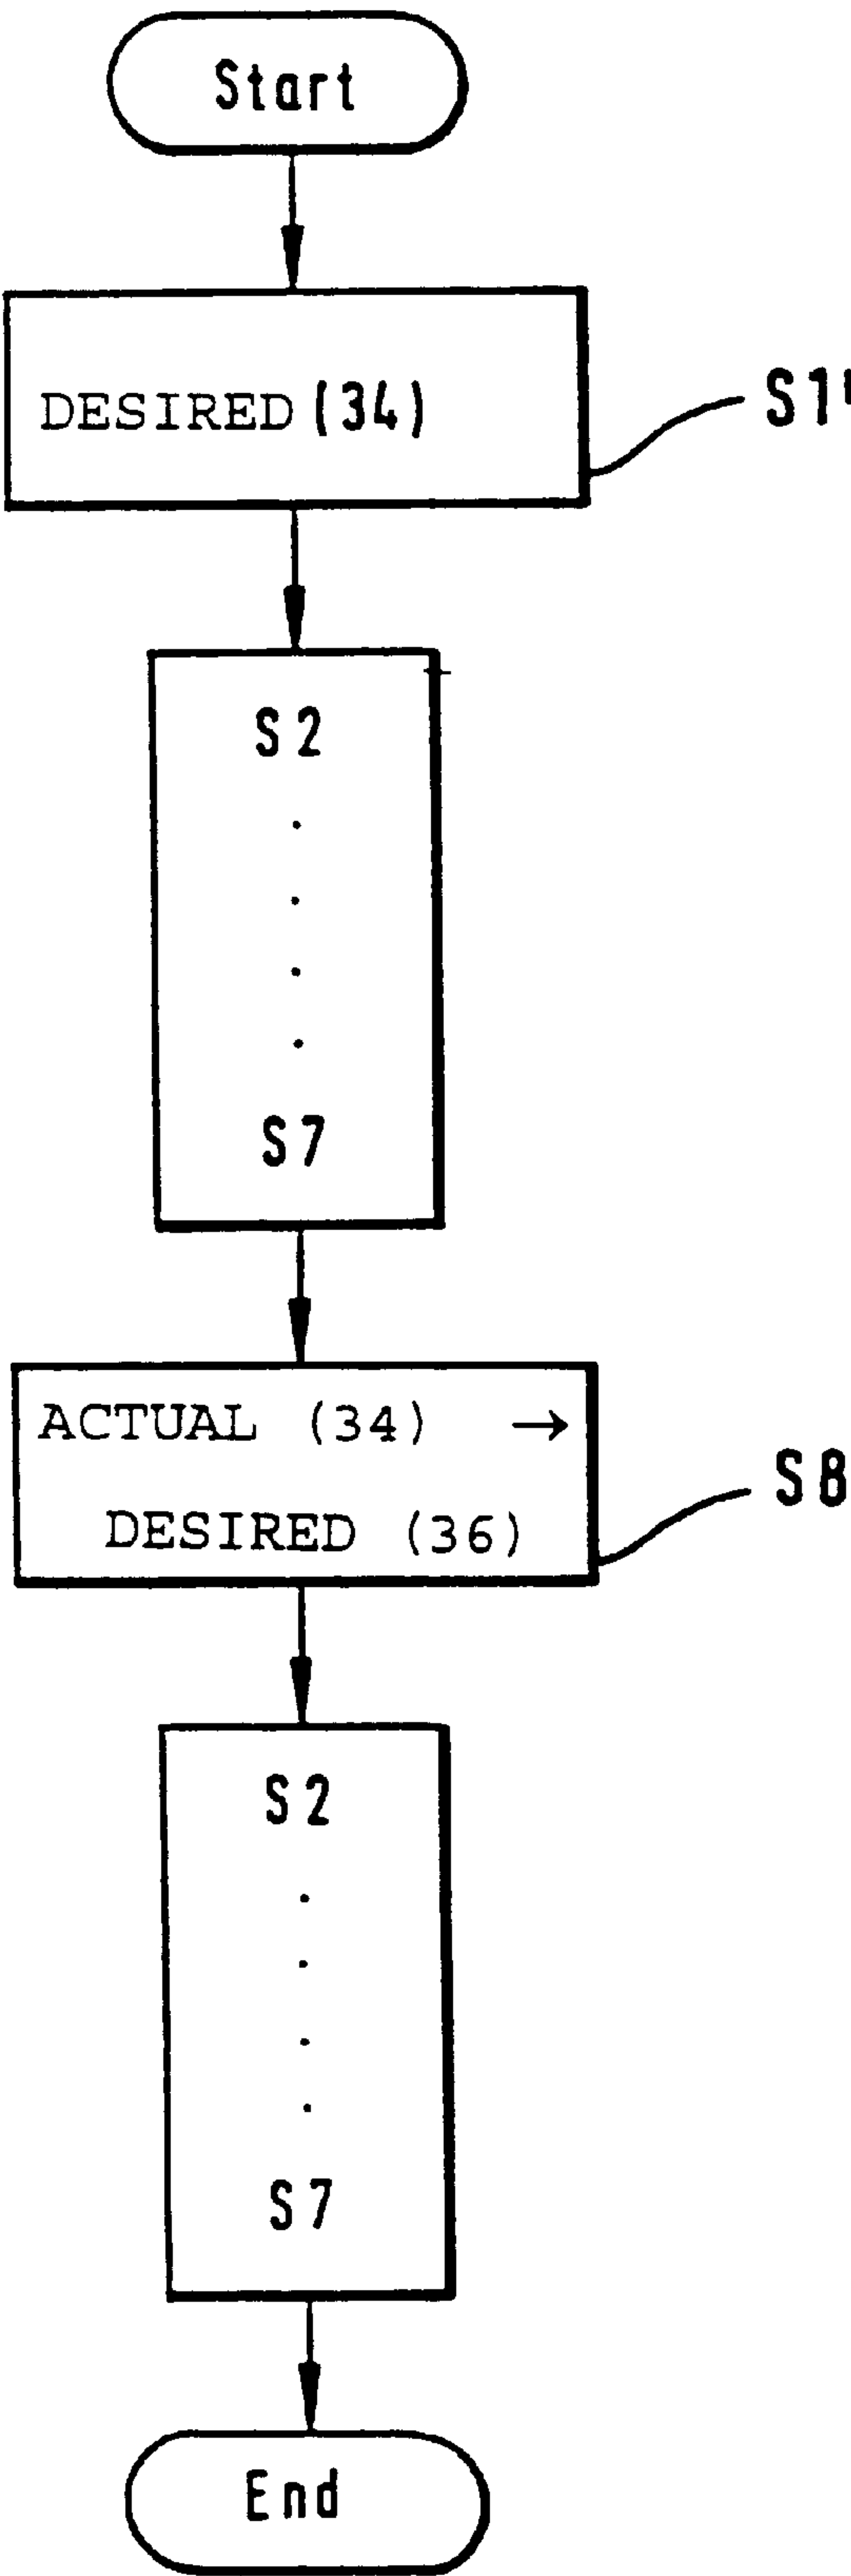 Start
DESIRED (34)
S1'
S2
.
.
.
.
S7
ACTUAL (34) →
DESIRED (36)
S8
S2
.
.
.
.
S7
End